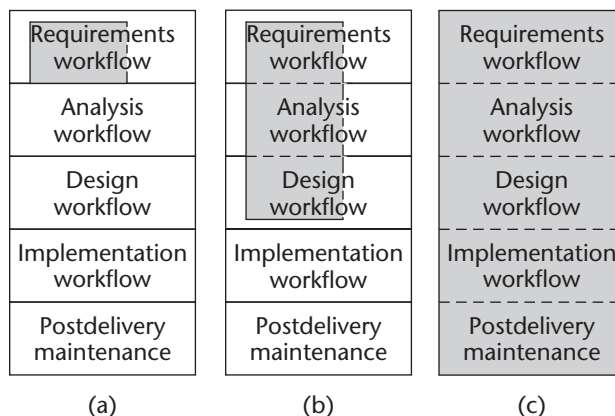 Requirements
workflow
Analysis
workflow
Design
workflow
Implementation
workflow
Postdelivery
maintenance
(a)
Requirements
workflow
Analysis
workflow
Design
workflow
Implementation
workflow
Postdelivery
maintenance
(b)
Requirements
workflow
Analysis
workflow
Design
workflow
Implementation
workflow
Postdelivery
maintenance
(c)